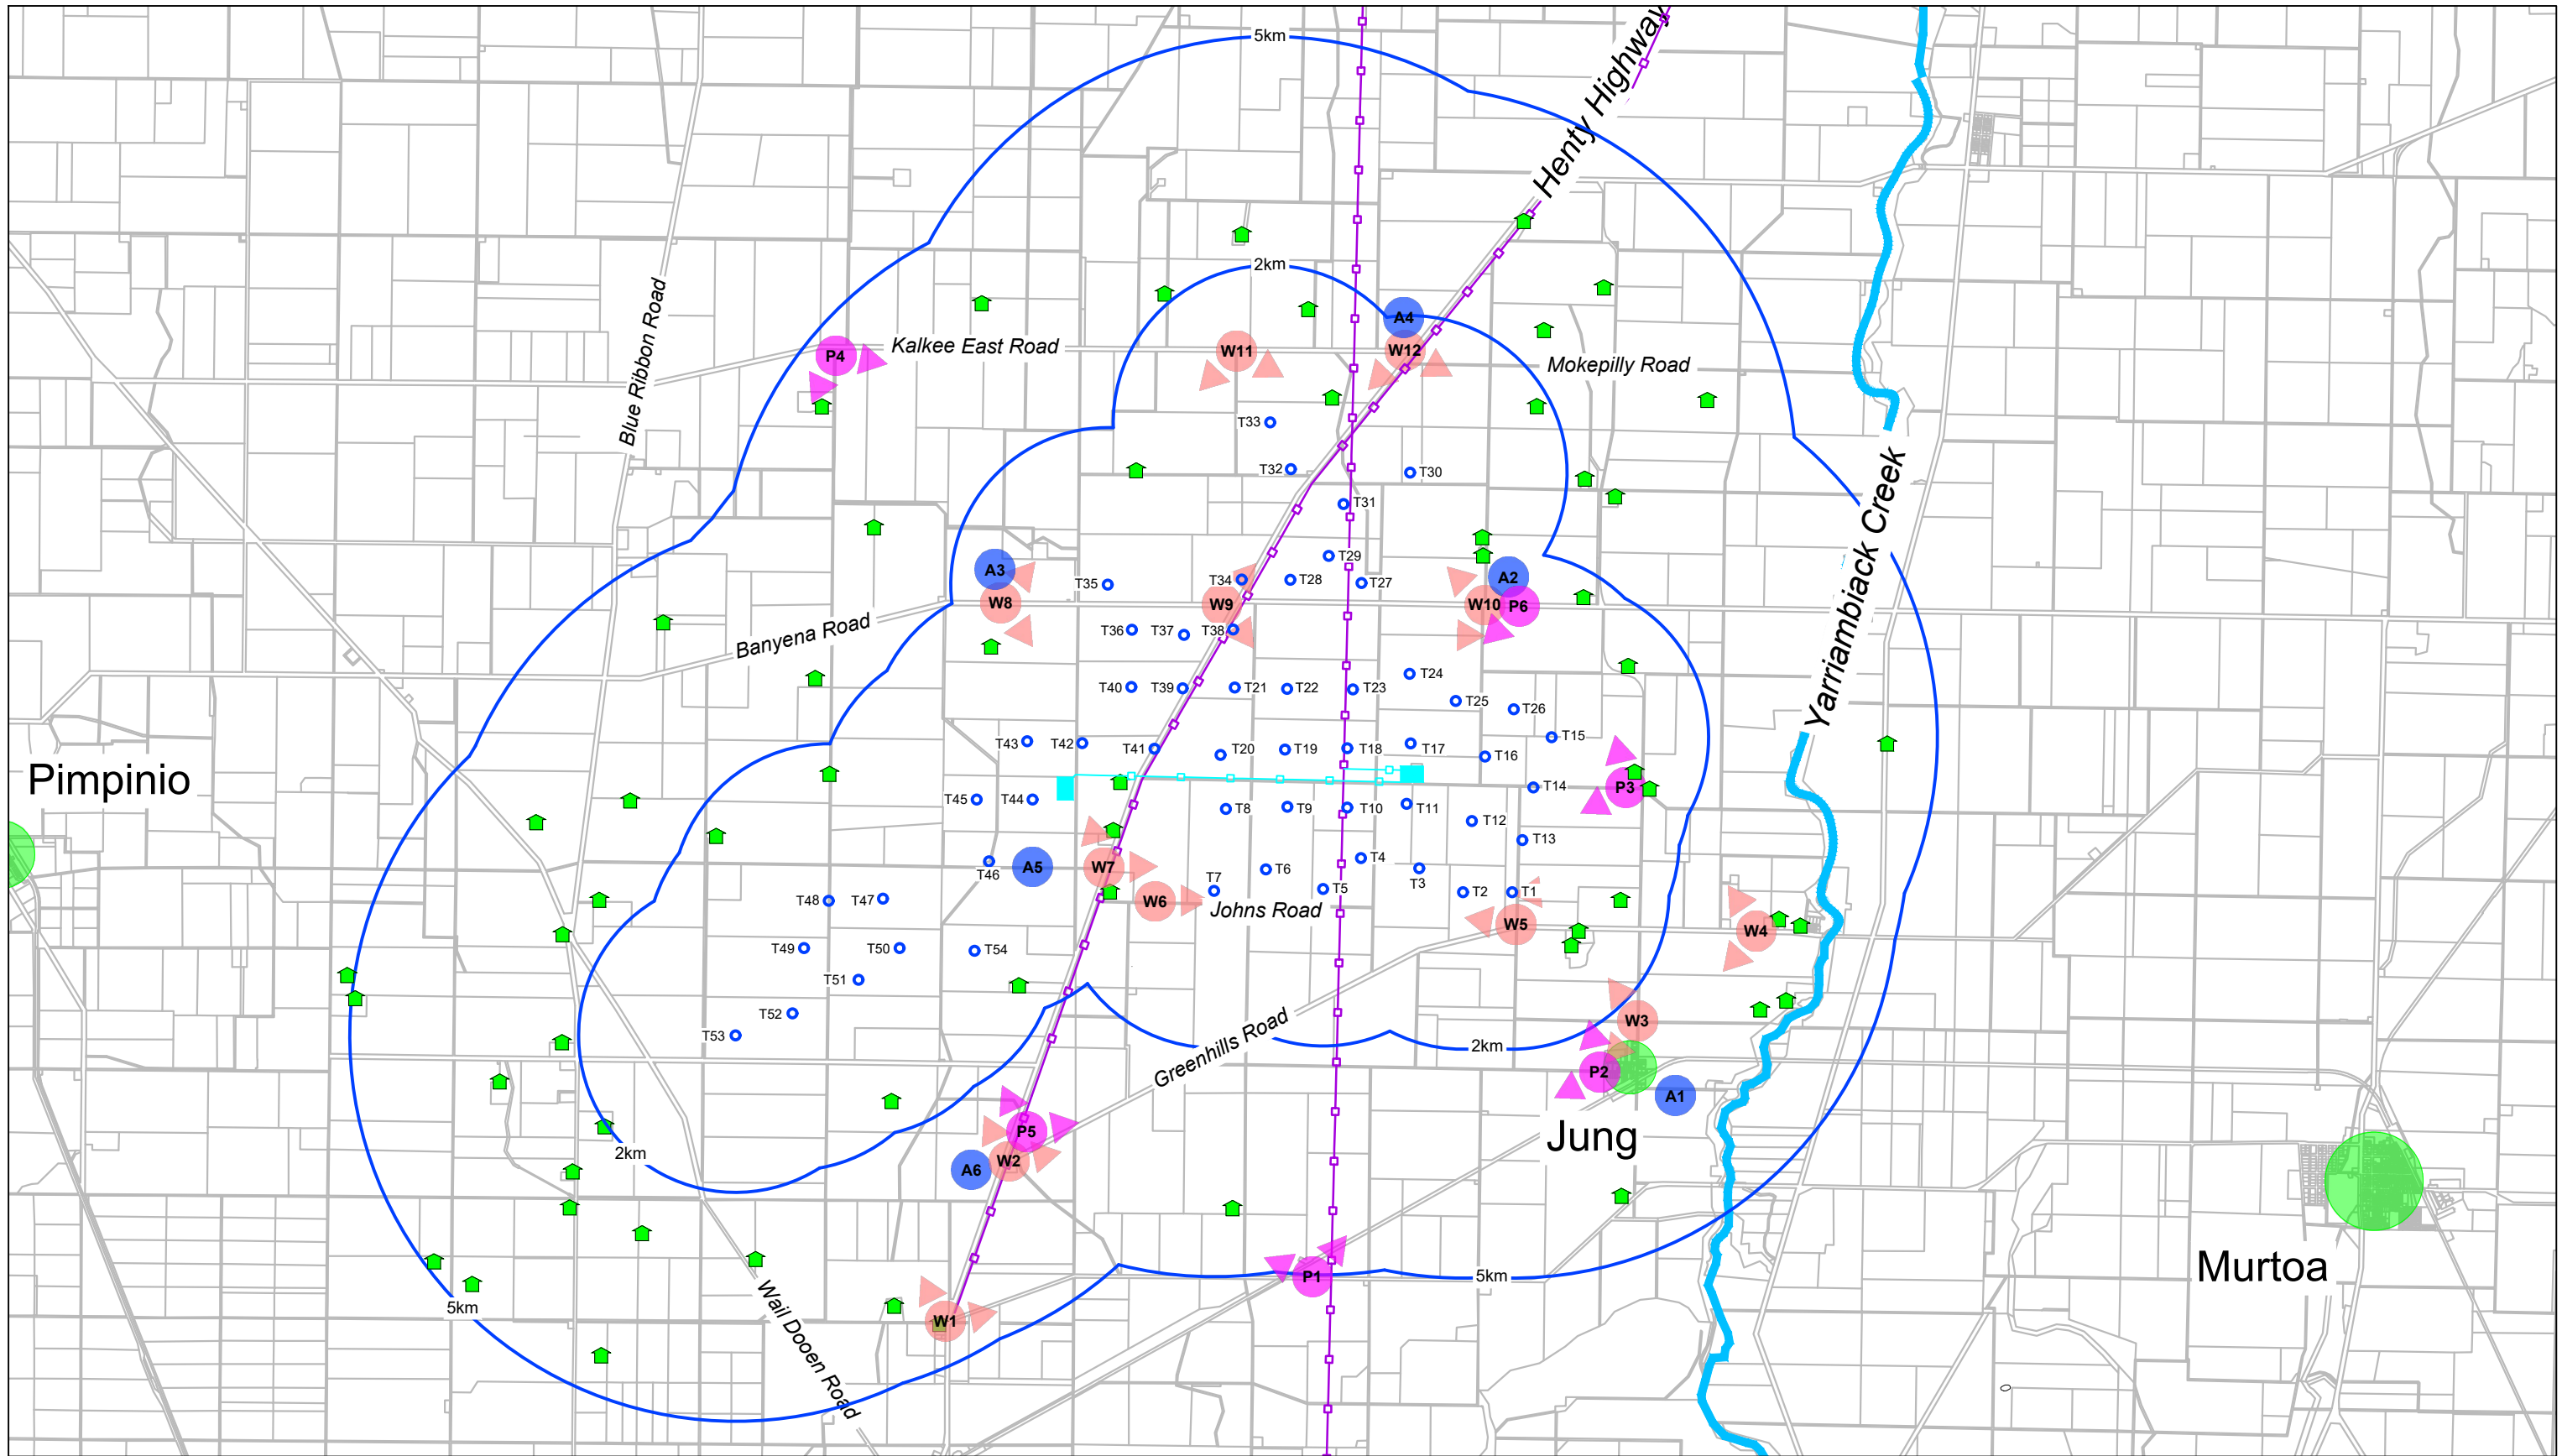 5km
Henty Highway
2km
A4
Blue Ribbon Road
P4
Kalkee East Road
W11
W12
Mokepilly Road
T33
T32
T30
T31
Yarriambiack Creek
T29
A3
T35
T34
T28
T27
A2
W8
W9
W10
P6
Banyena Road
T36
T37
T38
T40
T39
T21
T22
T23
T24
T25
T26
T43
T42
T41
T20
T19
T18
T17
T16
T15
Pimpinio
T45
T44
T8
T9
T10
T11
T14
P3
T12
T13
T46
A5
W7
T6
T4
T3
T7
T5
T2
T1
T48
T47
W6
Johns Road
W5
W4
T49
T50
T54
T51
T52
T53
W3
Greenhills Road
2km
P2
A1
P5
Jung
2km
A6
W2
Murtoa
P1
5km
5km
W1
Wail Dooen Road